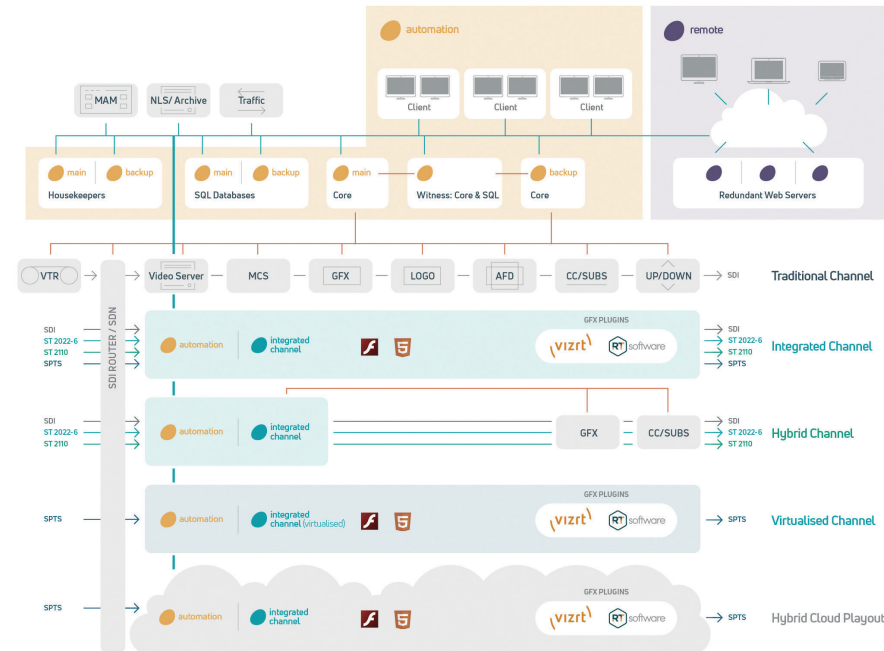 automation
remote
MAM
NLS/ Archive
Traffic
Client
Client
Client
main
backup
Housekeepers
main
backup
SQL Databases
main
Core
Witness: Core & SQL
backup
Core
Redundant Web Servers
VTR
SDI ROUTER / SDN
Video Server
MCS
GFX
LOGO
AFD
CC/SUBS
UP/DOWN
SDI
Traditional Channel
SDI
ST 2022-6
ST 2110
SPTS
automation
integrated
channel
5
GFX PLUGINS
vizrt
RT software
SDI
ST 2022-6
ST 2110
SPTS
Integrated Channel
SDI
ST 2022-6
ST 2110
automation
integrated
channel
GFX
CC/SUBS
SDI
ST 2022-6
ST 2110
Hybrid Channel
SPTS
automation
integrated
channel (virtualised)
5
GFX PLUGINS
vizrt
RT software
SPTS
Virtualised Channel
SPTS
automation
integrated
channel
5
GFX PLUGINS
vizrt
RT software
SPTS
Hybrid Cloud Playout